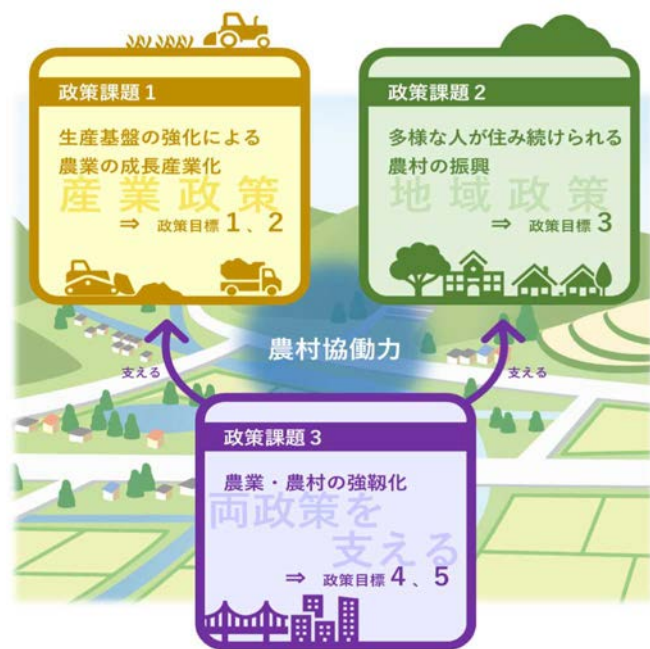 政策課題1
生産基盤の強化による
農業の成長産業化
産業政策
⇒ 政策目標 1 、 2
政策課題2
多様な人が住み続けられる
農村の振興
地域政策
⇒ 政策目標 3
農村協働力
支える
支える
政策課題3
農業・農村の強靱化
両政策を
支える
⇒ 政策目標 4 、 5